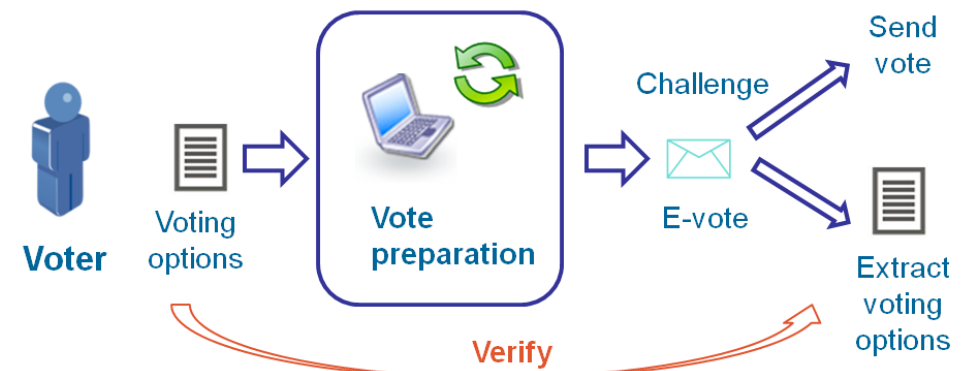 Voter
Voting
options
Vote
preparation
Challenge
E-vote
Send
vote
Extract
voting
options
Verify